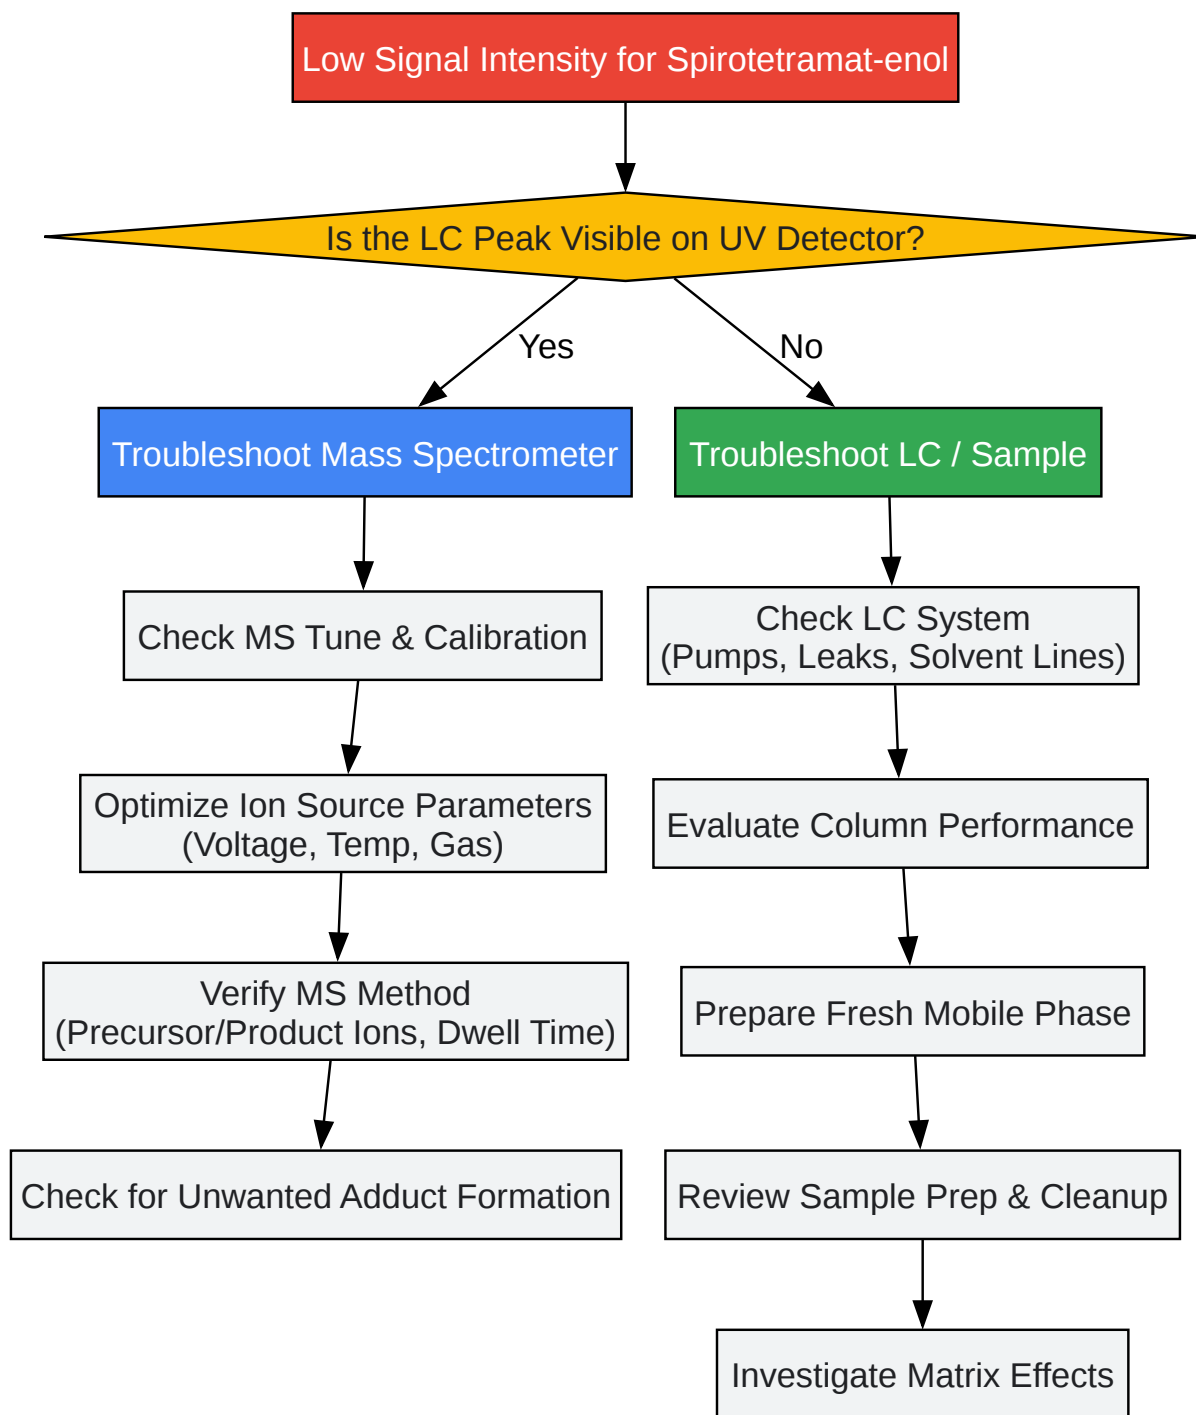 Low Signal Intensity for Spirotetramat-enol
Is the LC Peak Visible on UV Detector?
Yes
No
Troubleshoot Mass Spectrometer
Troubleshoot LC / Sample
Check MS Tune & Calibration
Check LC System
(Pumps, Leaks, Solvent Lines)
Optimize Ion Source Parameters
(Voltage, Temp, Gas)
Evaluate Column Performance
Verify MS Method
(Precursor/Product Ions, Dwell Time)
Prepare Fresh Mobile Phase
Check for Unwanted Adduct Formation
Review Sample Prep & Cleanup
Investigate Matrix Effects